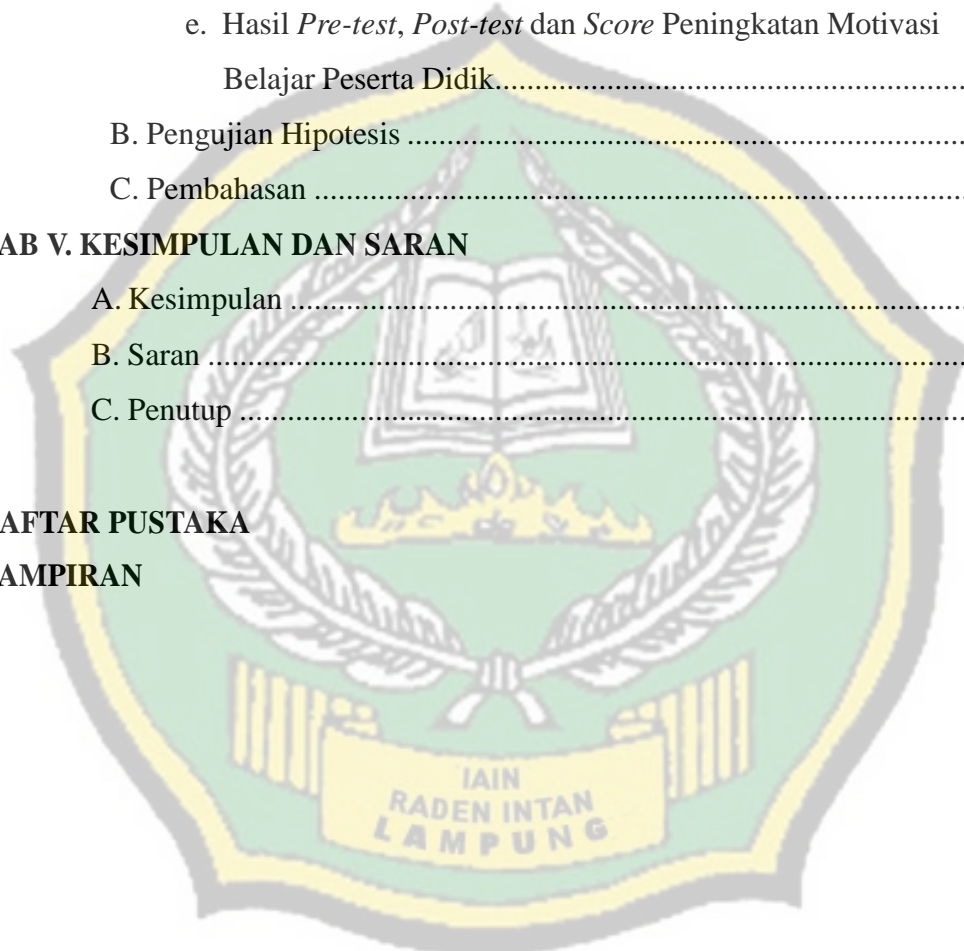 e. Hasil Pre-test, Post-test dan Score Peningkatan Motivasi
Belajar Peserta Didik..............................................................
B. Pengujian Hipotesis ......................................................................
C. Pembahasan ..................................................................................
AB V. KESIMPULAN DAN SARAN
A. Kesimpulan .....................................................................................
B. Saran ...............................................................................................
C. Penutup ...........................................................................................
AFTAR PUSTAKA
AMPIRAN
IAIN
RADEN INTAN
LAMPUNG